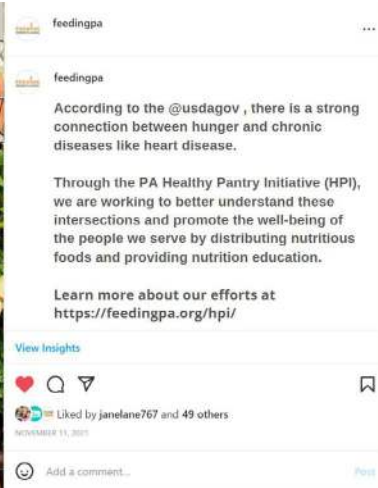 feedingpa
feedingpa
According to the @usdagov , there is a strong
connection between hunger and chronic
diseases like heart disease.
Through the PA Healthy Pantry Initiative (HPI),
we are working to better understand these
intersections and promote the well-being of
the people we serve by distributing nutritious
foods and providing nutrition education.
Learn more about our efforts at
https://feedingpa.org/hpi/
View Insights
Liked by janelane767 and 49 others
NOVEMBER 11, 2021
Add a comment...
Post